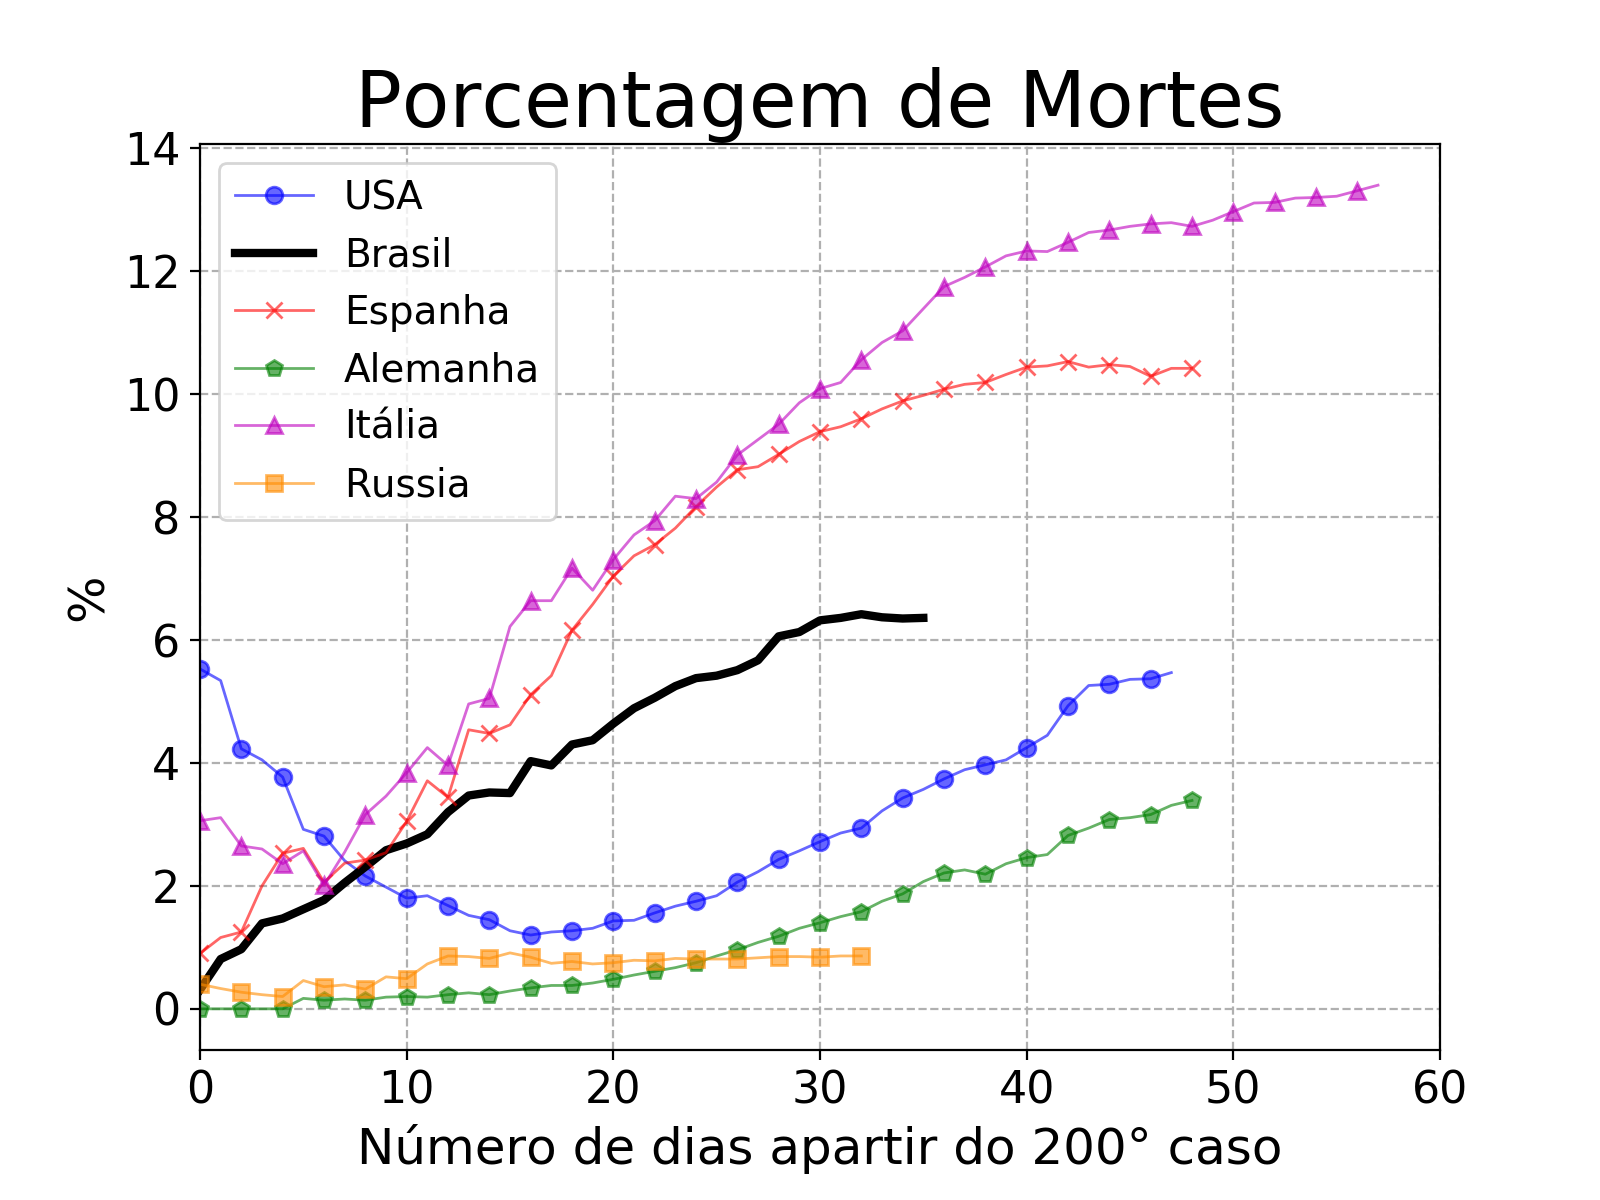 Porcentagem de Mortes
14
12
10
8
6
4
2
0
%
USA
Brasil
Espanha
Alemanha
Itália
Russia
0 10 20 30 40 50 60
Número de dias apartir do 200° caso